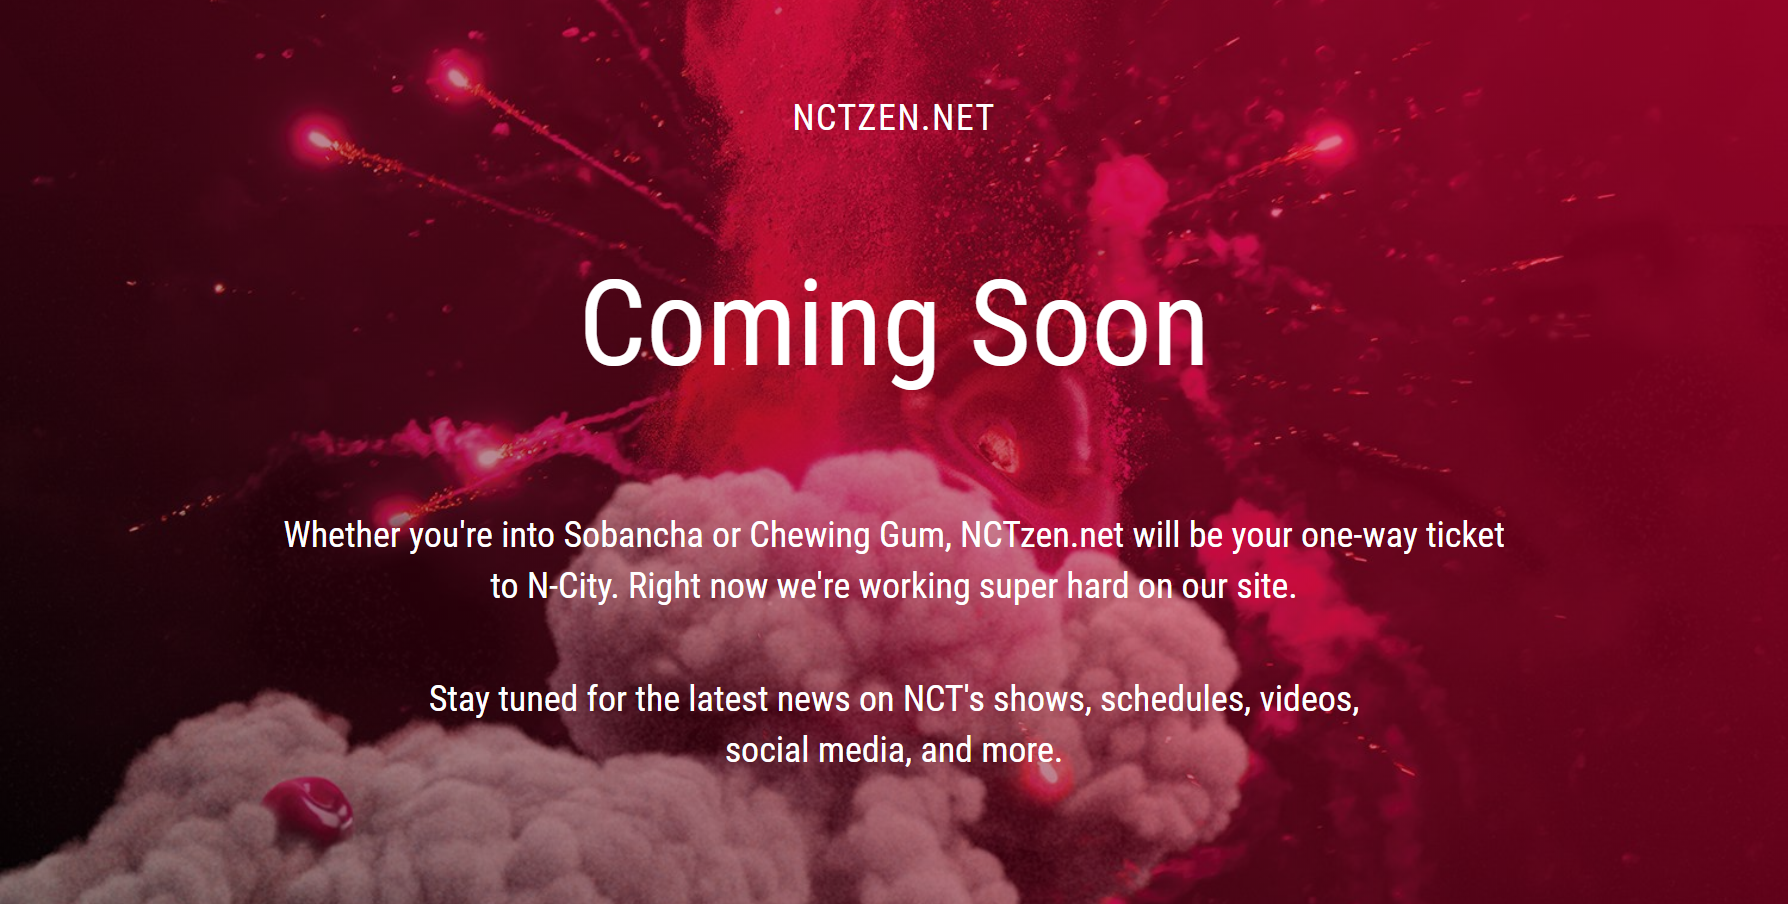 NCTZEN.NET
Coming Soon
Whether you're into Sobancha or Chewing Gum, NCTzen.net will be your one-way ticket
to N-City. Right now we're working super hard on our site.
Stay tuned for the latest news on NCT's shows, schedules, videos,
social media, and more.